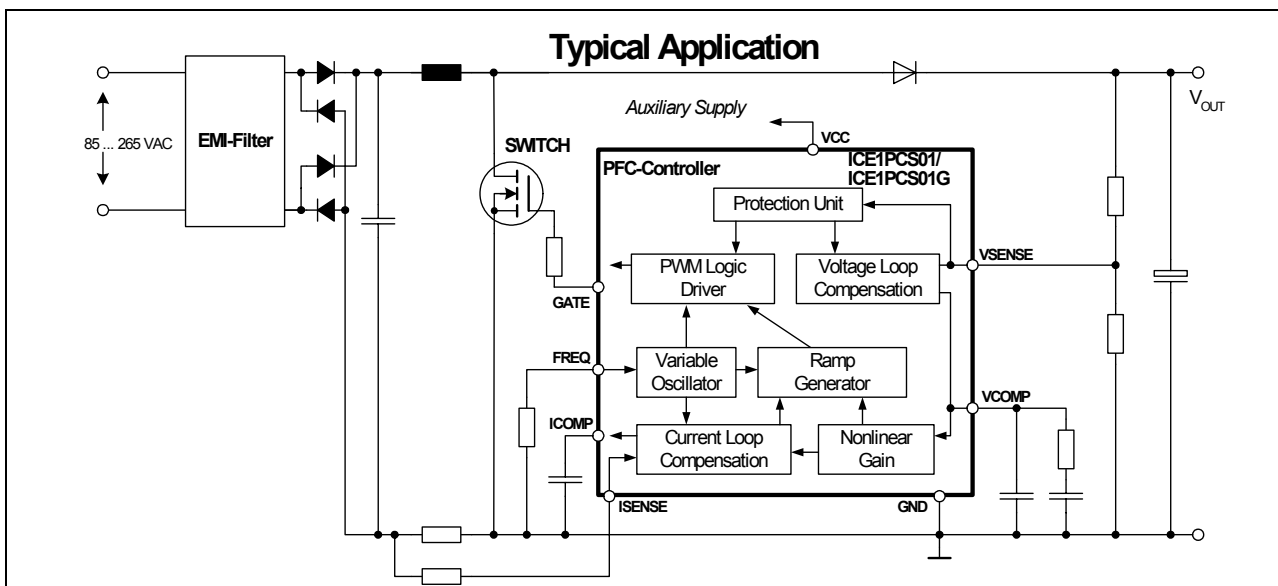 Typical Application
Auxiliary Supply
VCC
V_OUT
85 ... 265 VAC
EMI-Filter
SWITCH
PFC-Controller
ICE1PCS01/
ICE1PCS01G
Protection Unit
PWM Logic
Driver
Voltage Loop
Compensation
VSENSE
GATE
FREQ
Variable
Oscillator
Ramp
Generator
VCOMP
ICOMP
Current Loop
Compensation
Nonlinear
Gain
ISENSE
GND